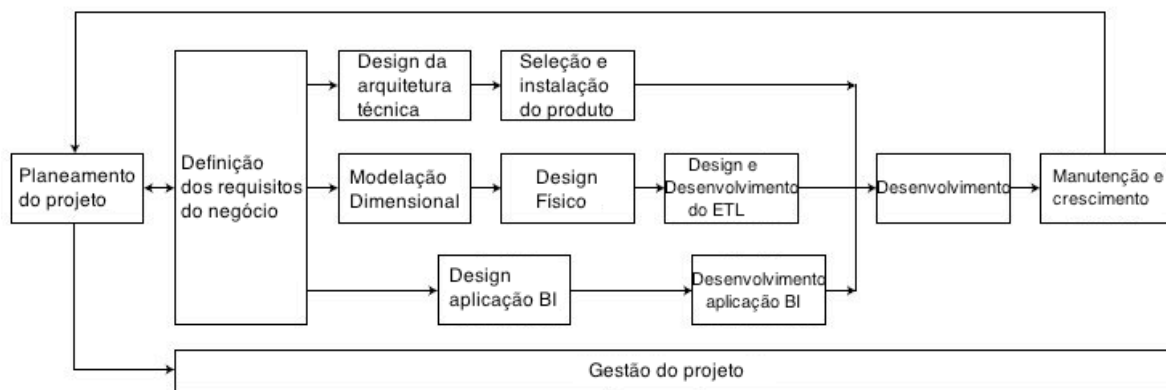 Planeamento
do projeto
Definição
dos requisitos
do negócio
Design da
arquitetura
técnica
Seleção e
instalação
do produto
Modelação
Dimensional
Design
Físico
Design e
Desenvolvimento
do ETL
Design
aplicação BI
Desenvolvimento
aplicação BI
Desenvolvimento
Manutenção e
crescimento
Gestão do projeto